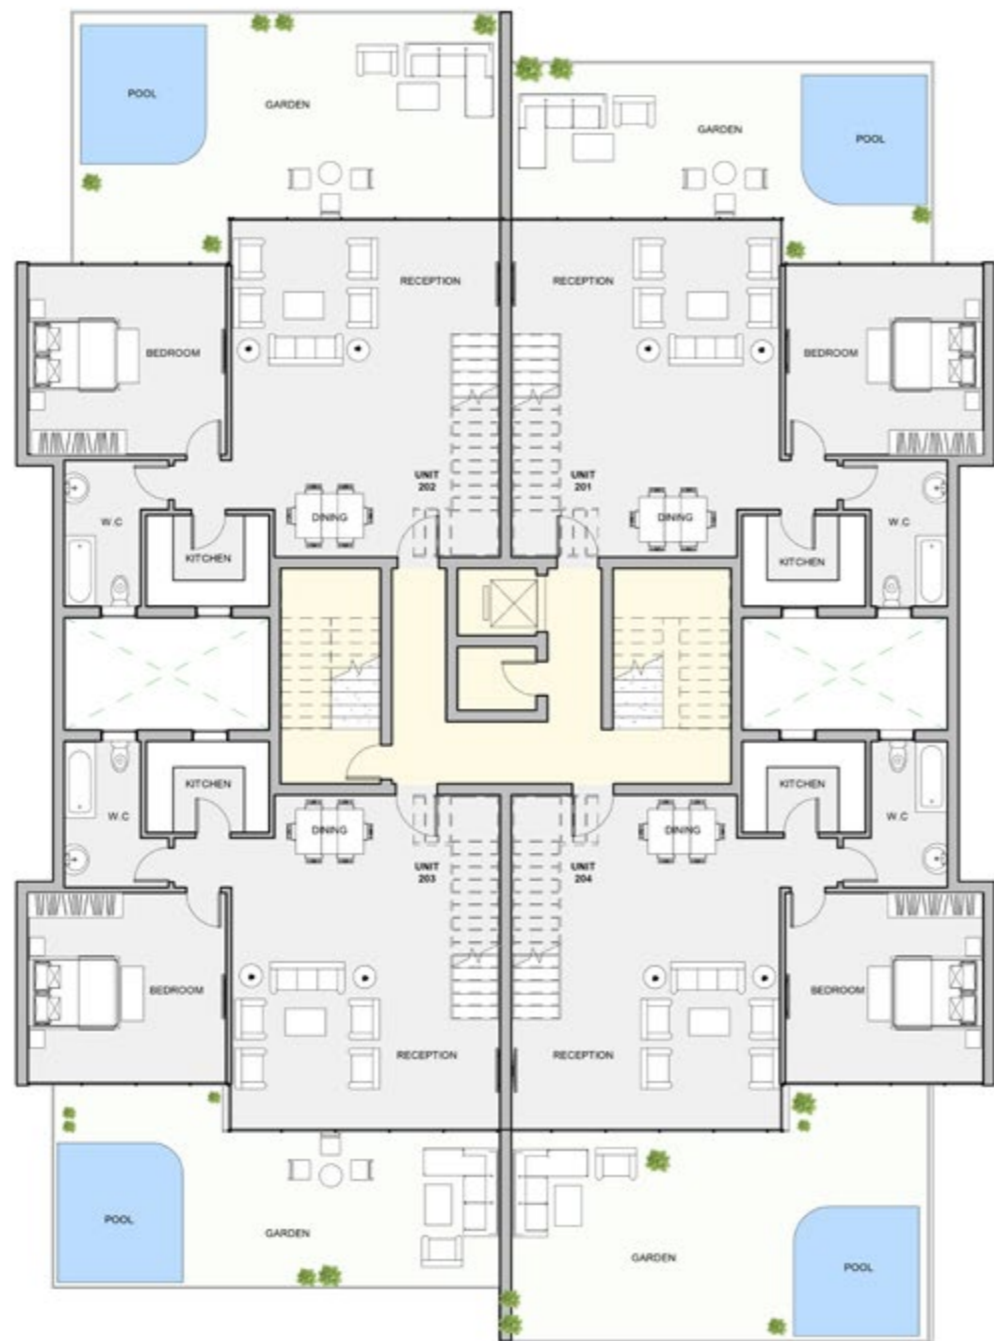 POOL
GARDEN
GARDEN
POOL
RECEPTION
RECEPTION
BEDROOM
BEDROOM
UNIT
202
UNIT
201
DINING
DINING
W.C
W.C
KITCHEN
KITCHEN
KITCHEN
KITCHEN
W.C
W.C
DINING
DINING
UNIT
203
UNIT
204
BEDROOM
BEDROOM
RECEPTION
RECEPTION
POOL
GARDEN
GARDEN
POOL